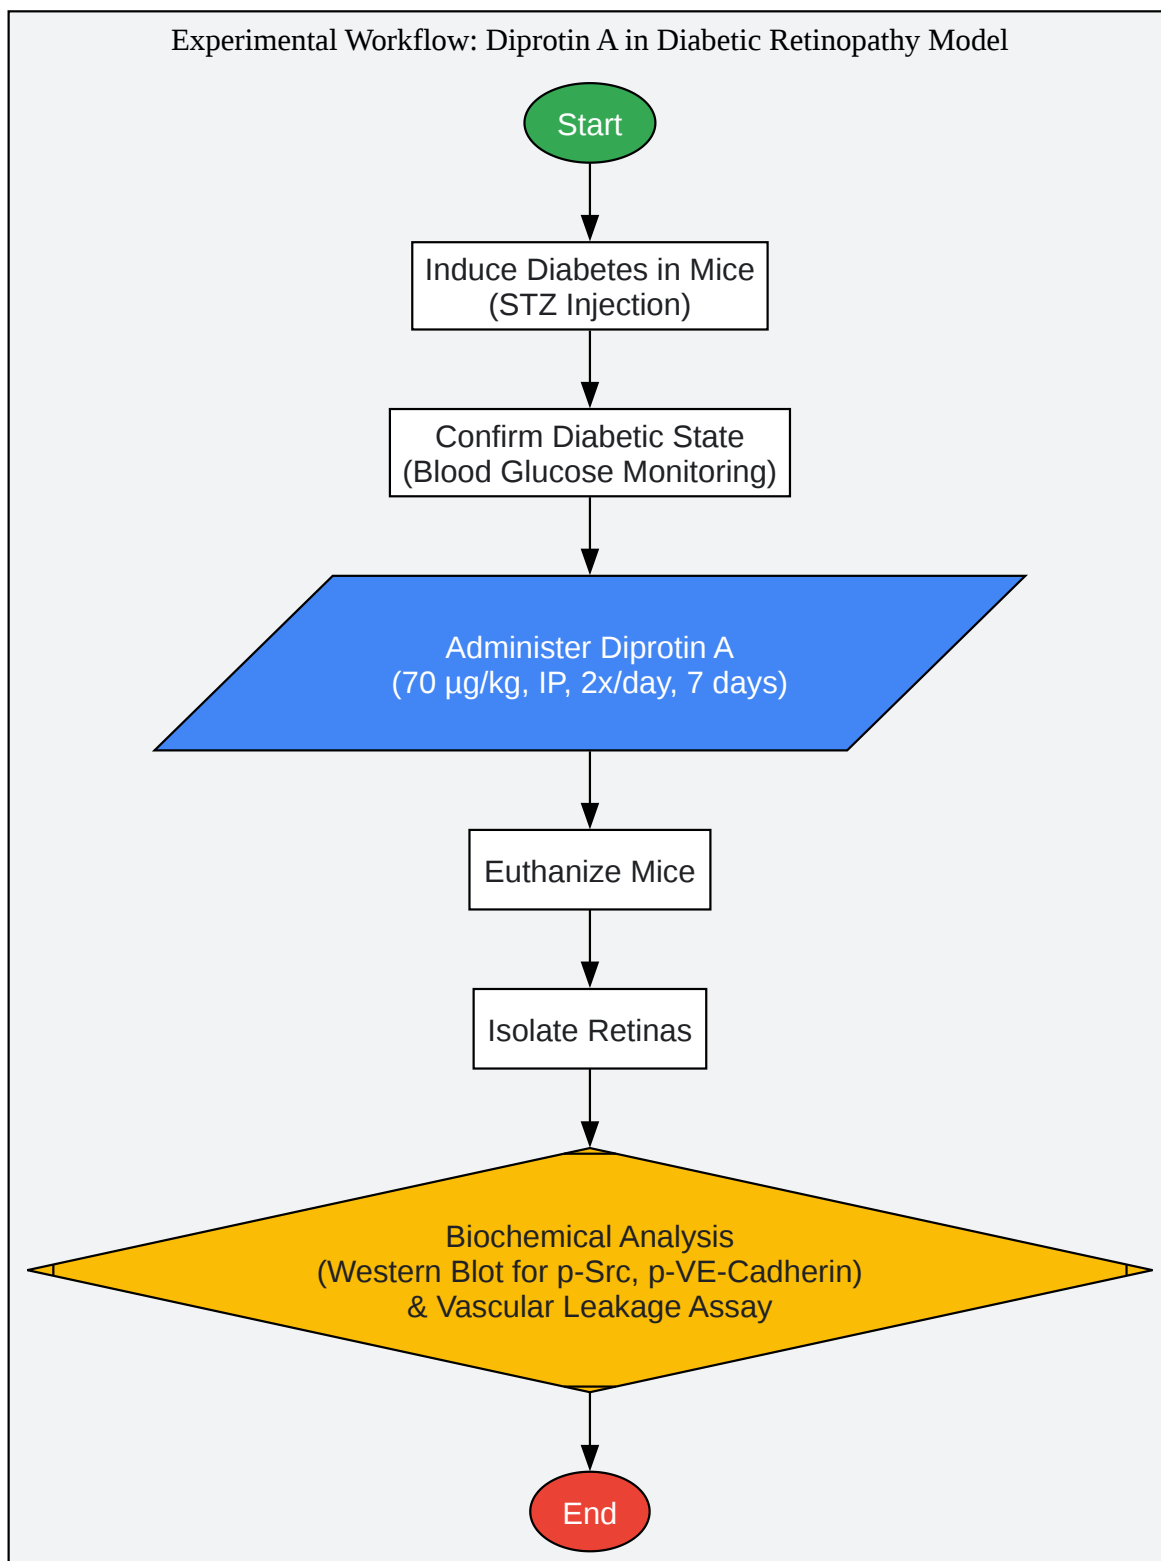 Experimental Workflow: Diprotin A in Diabetic Retinopathy Model
Start
Induce Diabetes in Mice
(STZ Injection)
Confirm Diabetic State
(Blood Glucose Monitoring)
Administer Diprotin A
(70 µg/kg, IP, 2x/day, 7 days)
Euthanize Mice
Isolate Retinas
Biochemical Analysis
(Western Blot for p-Src, p-VE-Cadherin)
& Vascular Leakage Assay
End